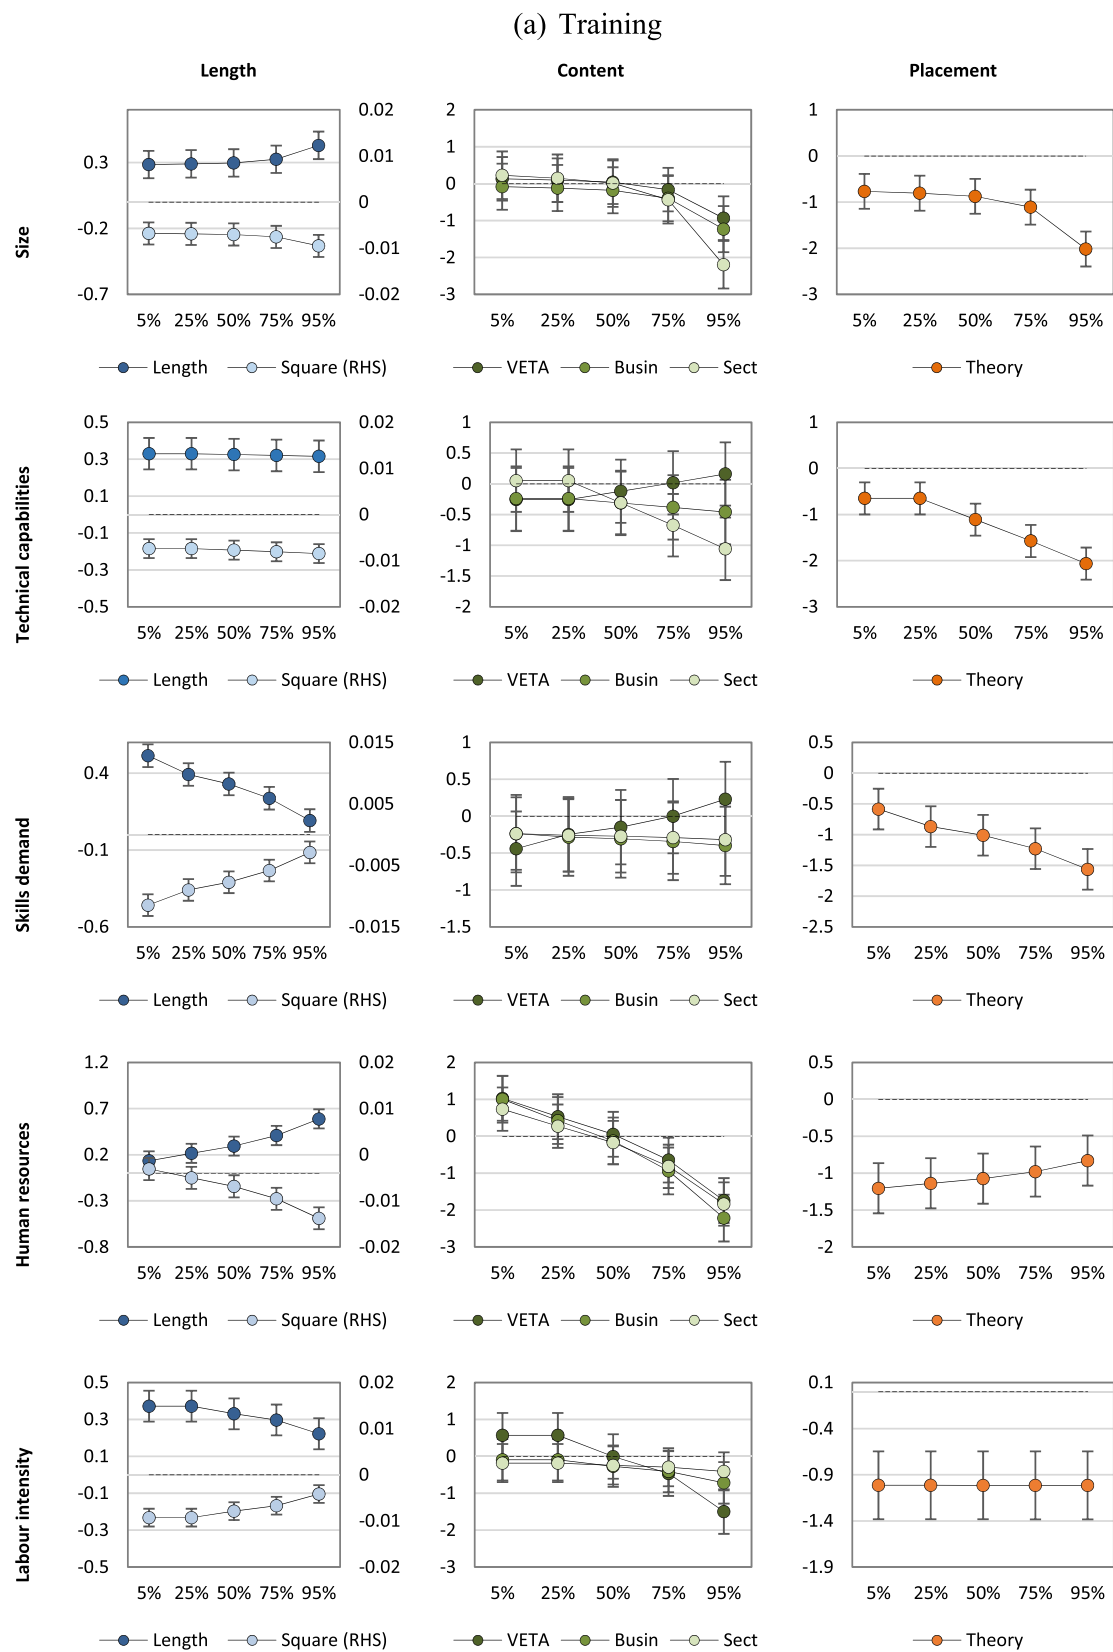 (a) Training
Length Content Placement
Size
0.3
-0.2
-0.7
0.02
0.01
0
-0.01
-0.02
5% 25% 50% 75% 95%
Length Square (RHS)
2
1
0
-1
-2
-3
5% 25% 50% 75% 95%
VETA Busin Sect
1
0
-1
-2
-3
5% 25% 50% 75% 95%
Theory
Technical capabilities
0.5
0.3
0.1
-0.1
-0.3
-0.5
0.02
0.01
0
-0.01
-0.02
5% 25% 50% 75% 95%
Length Square (RHS)
1
0.5
0
-0.5
-1
-1.5
-2
5% 25% 50% 75% 95%
VETA Busin Sect
1
0
-1
-2
-3
5% 25% 50% 75% 95%
Theory
Skills demand
0.4
-0.1
-0.6
0.015
0.005
-0.005
-0.015
5% 25% 50% 75% 95%
Length Square (RHS)
1
0.5
0
-0.5
-1
-1.5
5% 25% 50% 75% 95%
VETA Busin Sect
0.5
0
-0.5
-1
-1.5
-2
-2.5
5% 25% 50% 75% 95%
Theory
Human resources
1.2
0.7
0.2
-0.3
-0.8
0.02
0.01
0
-0.01
-0.02
5% 25% 50% 75% 95%
Length Square (RHS)
2
1
0
-1
-2
-3
5% 25% 50% 75% 95%
VETA Busin Sect
0.5
0
-0.5
-1
-1.5
-2
5% 25% 50% 75% 95%
Theory
Labour intensity
0.5
0.3
0.1
-0.1
-0.3
-0.5
0.02
0.01
0
-0.01
-0.02
5% 25% 50% 75% 95%
Length Square (RHS)
2
1
0
-1
-2
-3
5% 25% 50% 75% 95%
VETA Busin Sect
0.1
-0.4
-0.9
-1.4
-1.9
5% 25% 50% 75% 95%
Theory